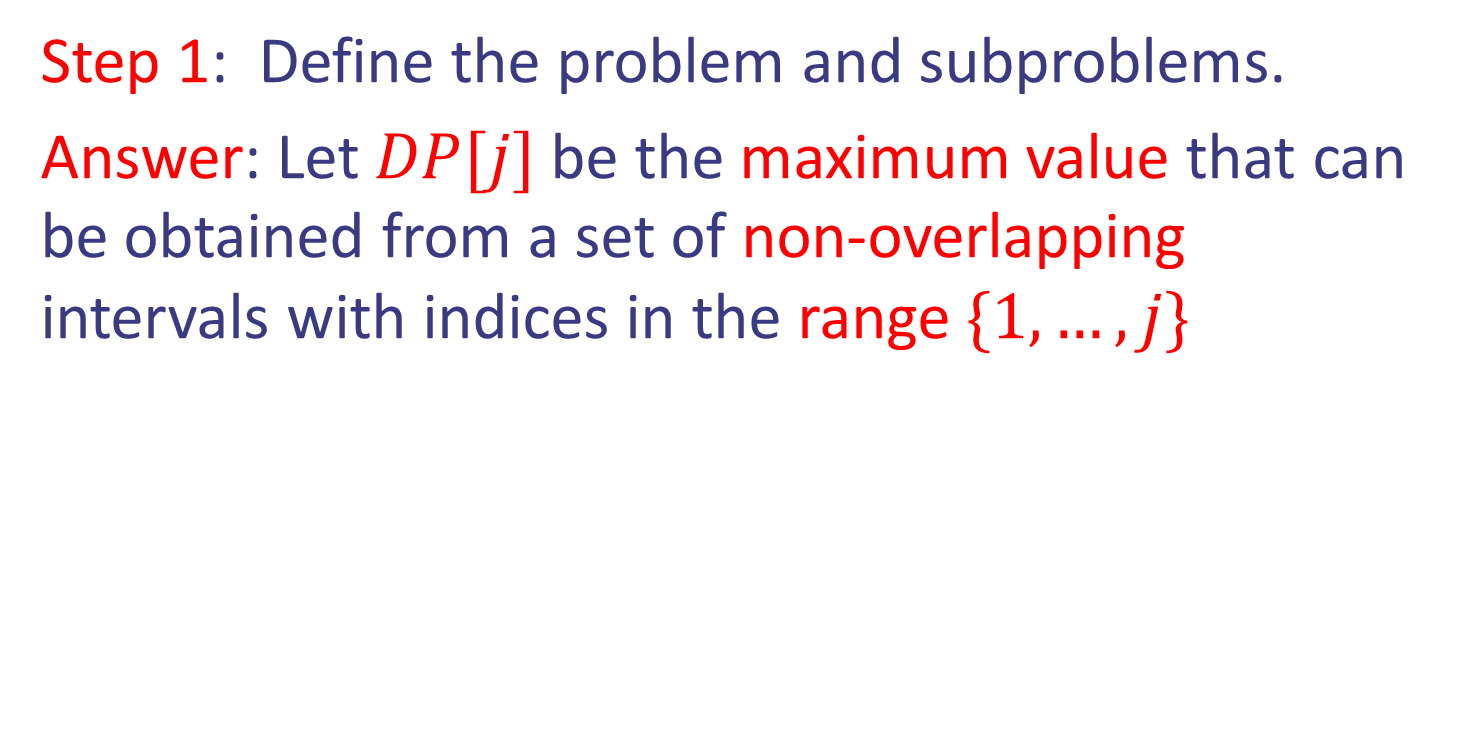 Step 1:  Define the problem and subproblems.
Answer: Let DP[j] be the maximum value that can
be obtained from a set of non-overlapping
intervals with indices in the range {1, … , j}